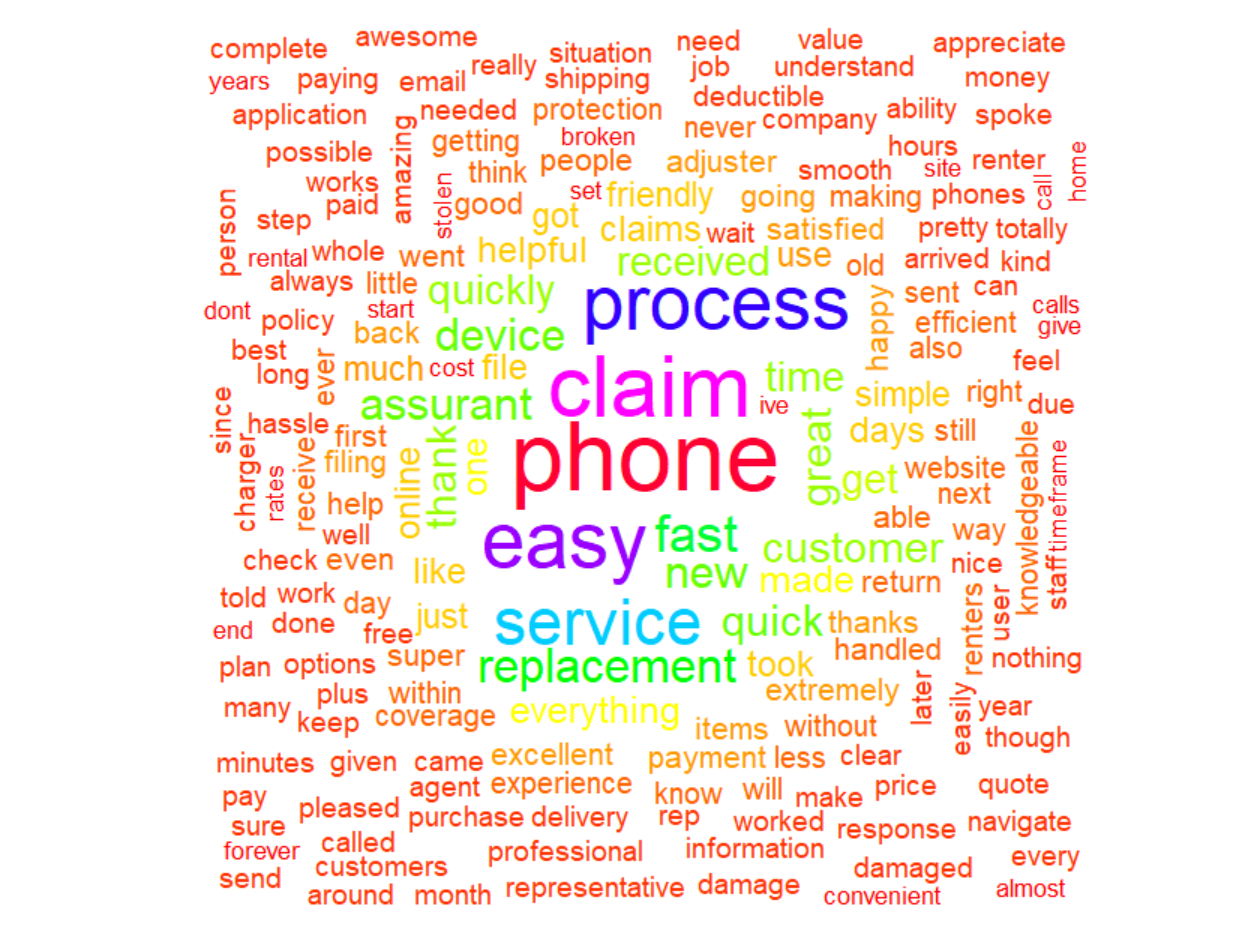 complete awesome situation need value appreciate
years paying email really shipping job understand money
application needed protection deductible company ability spoke
possible amazing getting broken never hours
works stolen think people adjuster smooth site renter call home
person step paid good set friendly going making phones
rental whole went got claims wait satisfied pretty totally
always little helpful received use old arrived kind
dont start quickly process happy sent can calls
policy back device efficient give
best ever much cost file claim time also feel
long assurant ive simple right due
since hassle first thank one phone great days still
charger rates receive filing online get website knowledgeable timeframe
help next
well easy fast able way
check even like new customer nice staff
told work day just made return renters user
end done free service quick thanks
plan options super replacement took handled nothing
many plus within extremely later easily year
keep coverage everything items without though
minutes given came excellent payment less clear
pay agent experience know will make price quote
pleased purchase delivery rep worked response navigate
sure called
forever customers professional information damaged every
send around month representative damage convenient almost